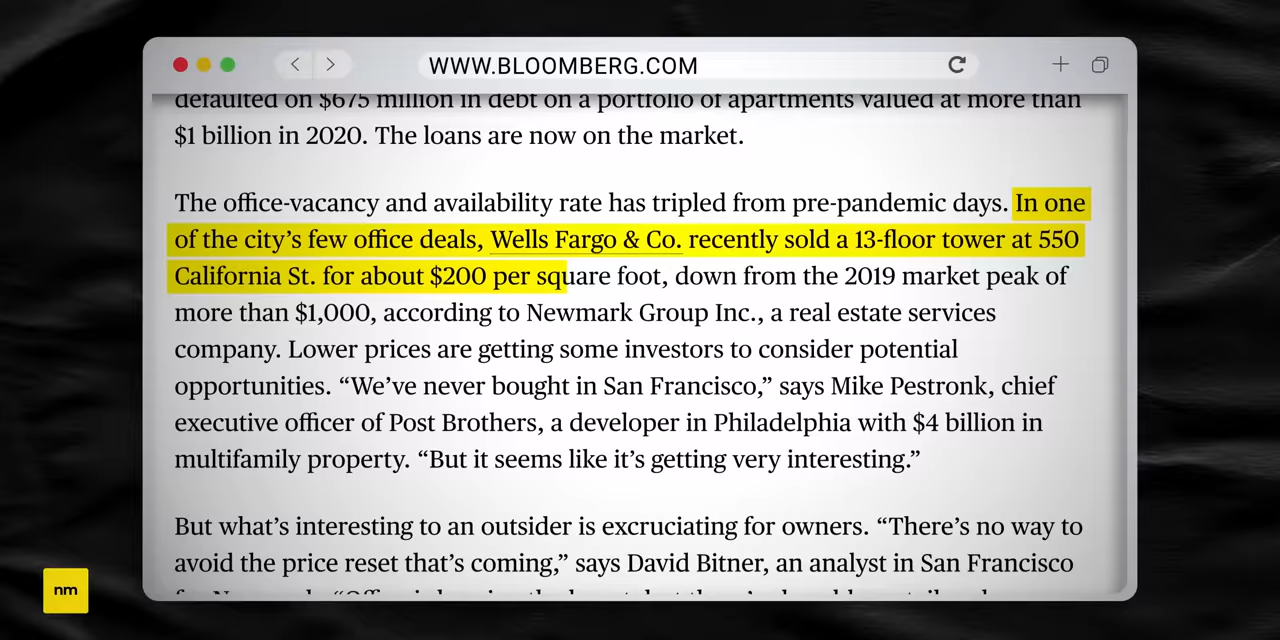 WWW.BLOOMBERG.COM
defaulted on $675 million in debt on a portfolio of apartments valued at more than
$1 billion in 2020. The loans are now on the market.
The office-vacancy and availability rate has tripled from pre-pandemic days. In one
of the city’s few office deals, Wells Fargo & Co. recently sold a 13-floor tower at 550
California St. for about $200 per square foot, down from the 2019 market peak of
more than $1,000, according to Newmark Group Inc., a real estate services
company. Lower prices are getting some investors to consider potential
opportunities. “We’ve never bought in San Francisco,” says Mike Pestronk, chief
executive officer of Post Brothers, a developer in Philadelphia with $4 billion in
multifamily property. “But it seems like it’s getting very interesting.”
But what’s interesting to an outsider is excruciating for owners. “There’s no way to
avoid the price reset that’s coming,” says David Bitner, an analyst in San Francisco
nm